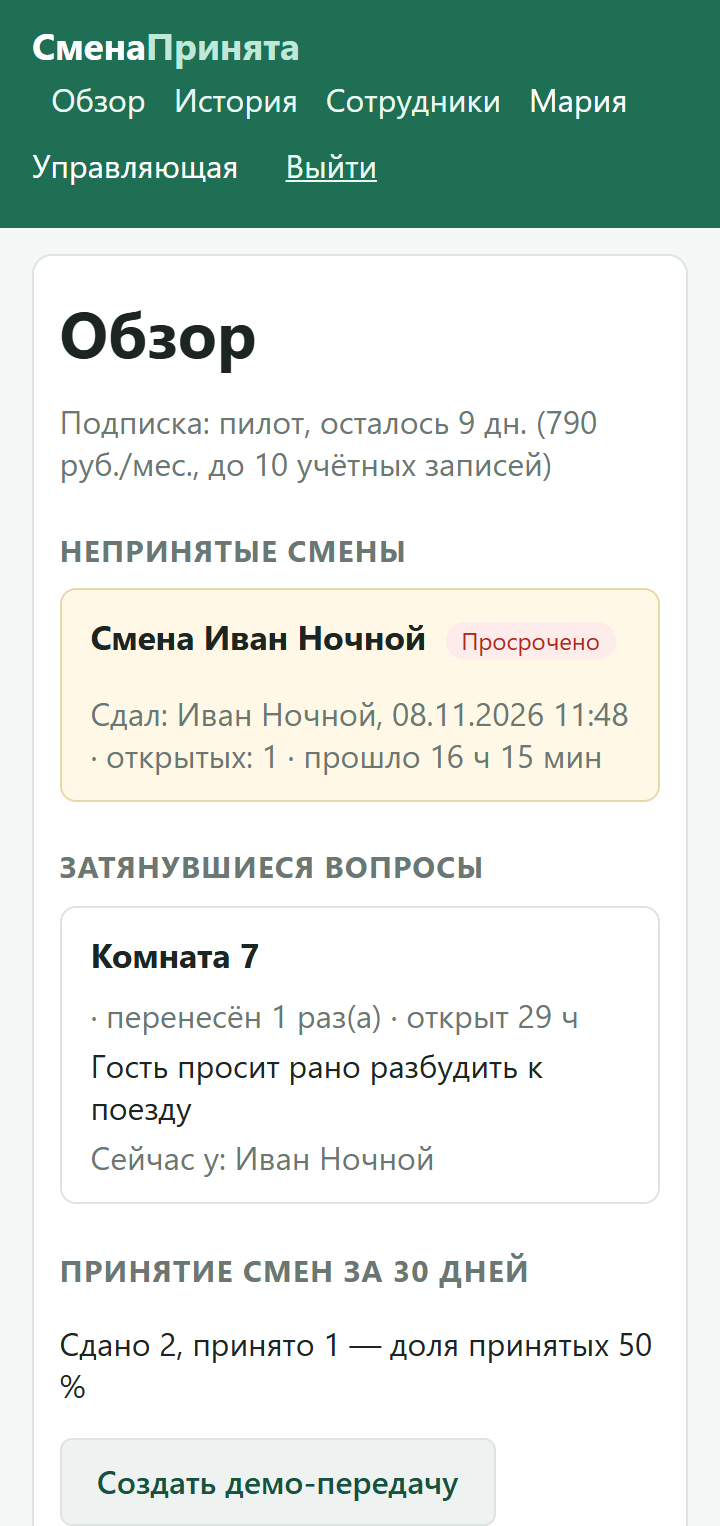 СменаПринята
Обзор История Сотрудники Мария
Управляющая Выйти
Обзор
Подписка: пилот, осталось 9 дн. (790
руб./мес., до 10 учётных записей)
НЕПРИНЯТЫЕ СМЕНЫ
Смена Иван Ночной Просрочено
Сдал: Иван Ночной, 08.11.2026 11:48
· открытых: 1 · прошло 16 ч 15 мин
ЗАТЯНУВШИЕСЯ ВОПРОСЫ
Комната 7
· перенесён 1 раз(а) · открыт 29 ч
Гость просит рано разбудить к
поезду
Сейчас у: Иван Ночной
ПРИНЯТИЕ СМЕН ЗА 30 ДНЕЙ
Сдано 2, принято 1 — доля принятых 50
%
Создать демо-передачу